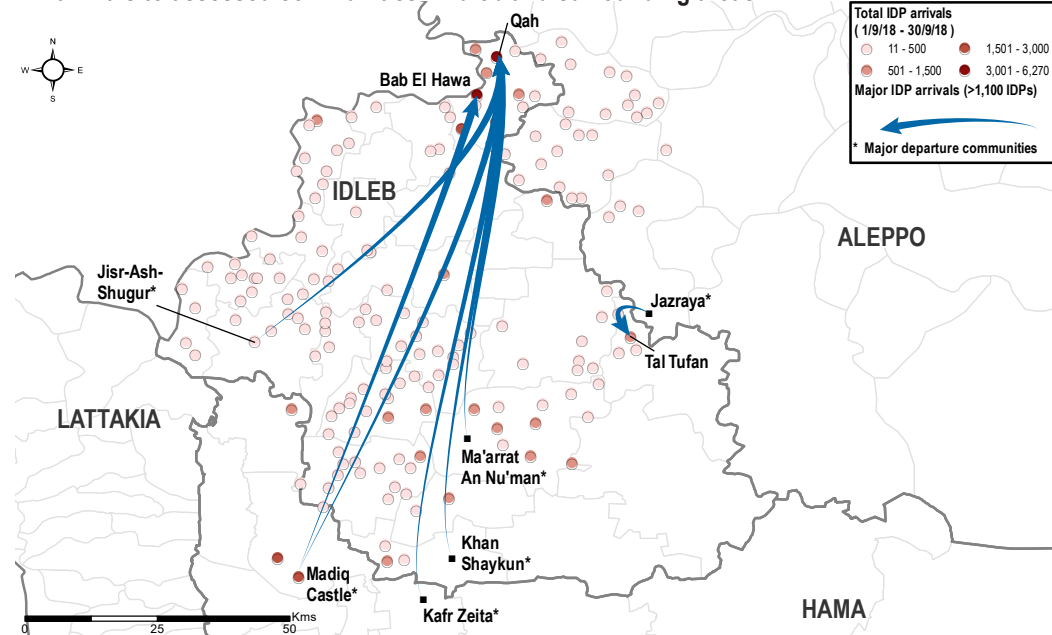 Qah
Total IDP arrivals
( 1/9/18 - 30/9/18 )
11 - 500
1,501 - 3,000
501 - 1,500
3,001 - 6,270
Major IDP arrivals (>1,100 IDPs)
* Major departure communities
N
W
E
S
Bab El Hawa
IDLEB
ALEPPO
Jisr-Ash-
Shugur*
Jazraya*
Tal Tufan
LATTAKIA
Ma'arrat
An Nu'man*
Khan
Shaykun*
Madiq
Castle*
Kafr Zeita*
HAMA
Kms
0
25
50